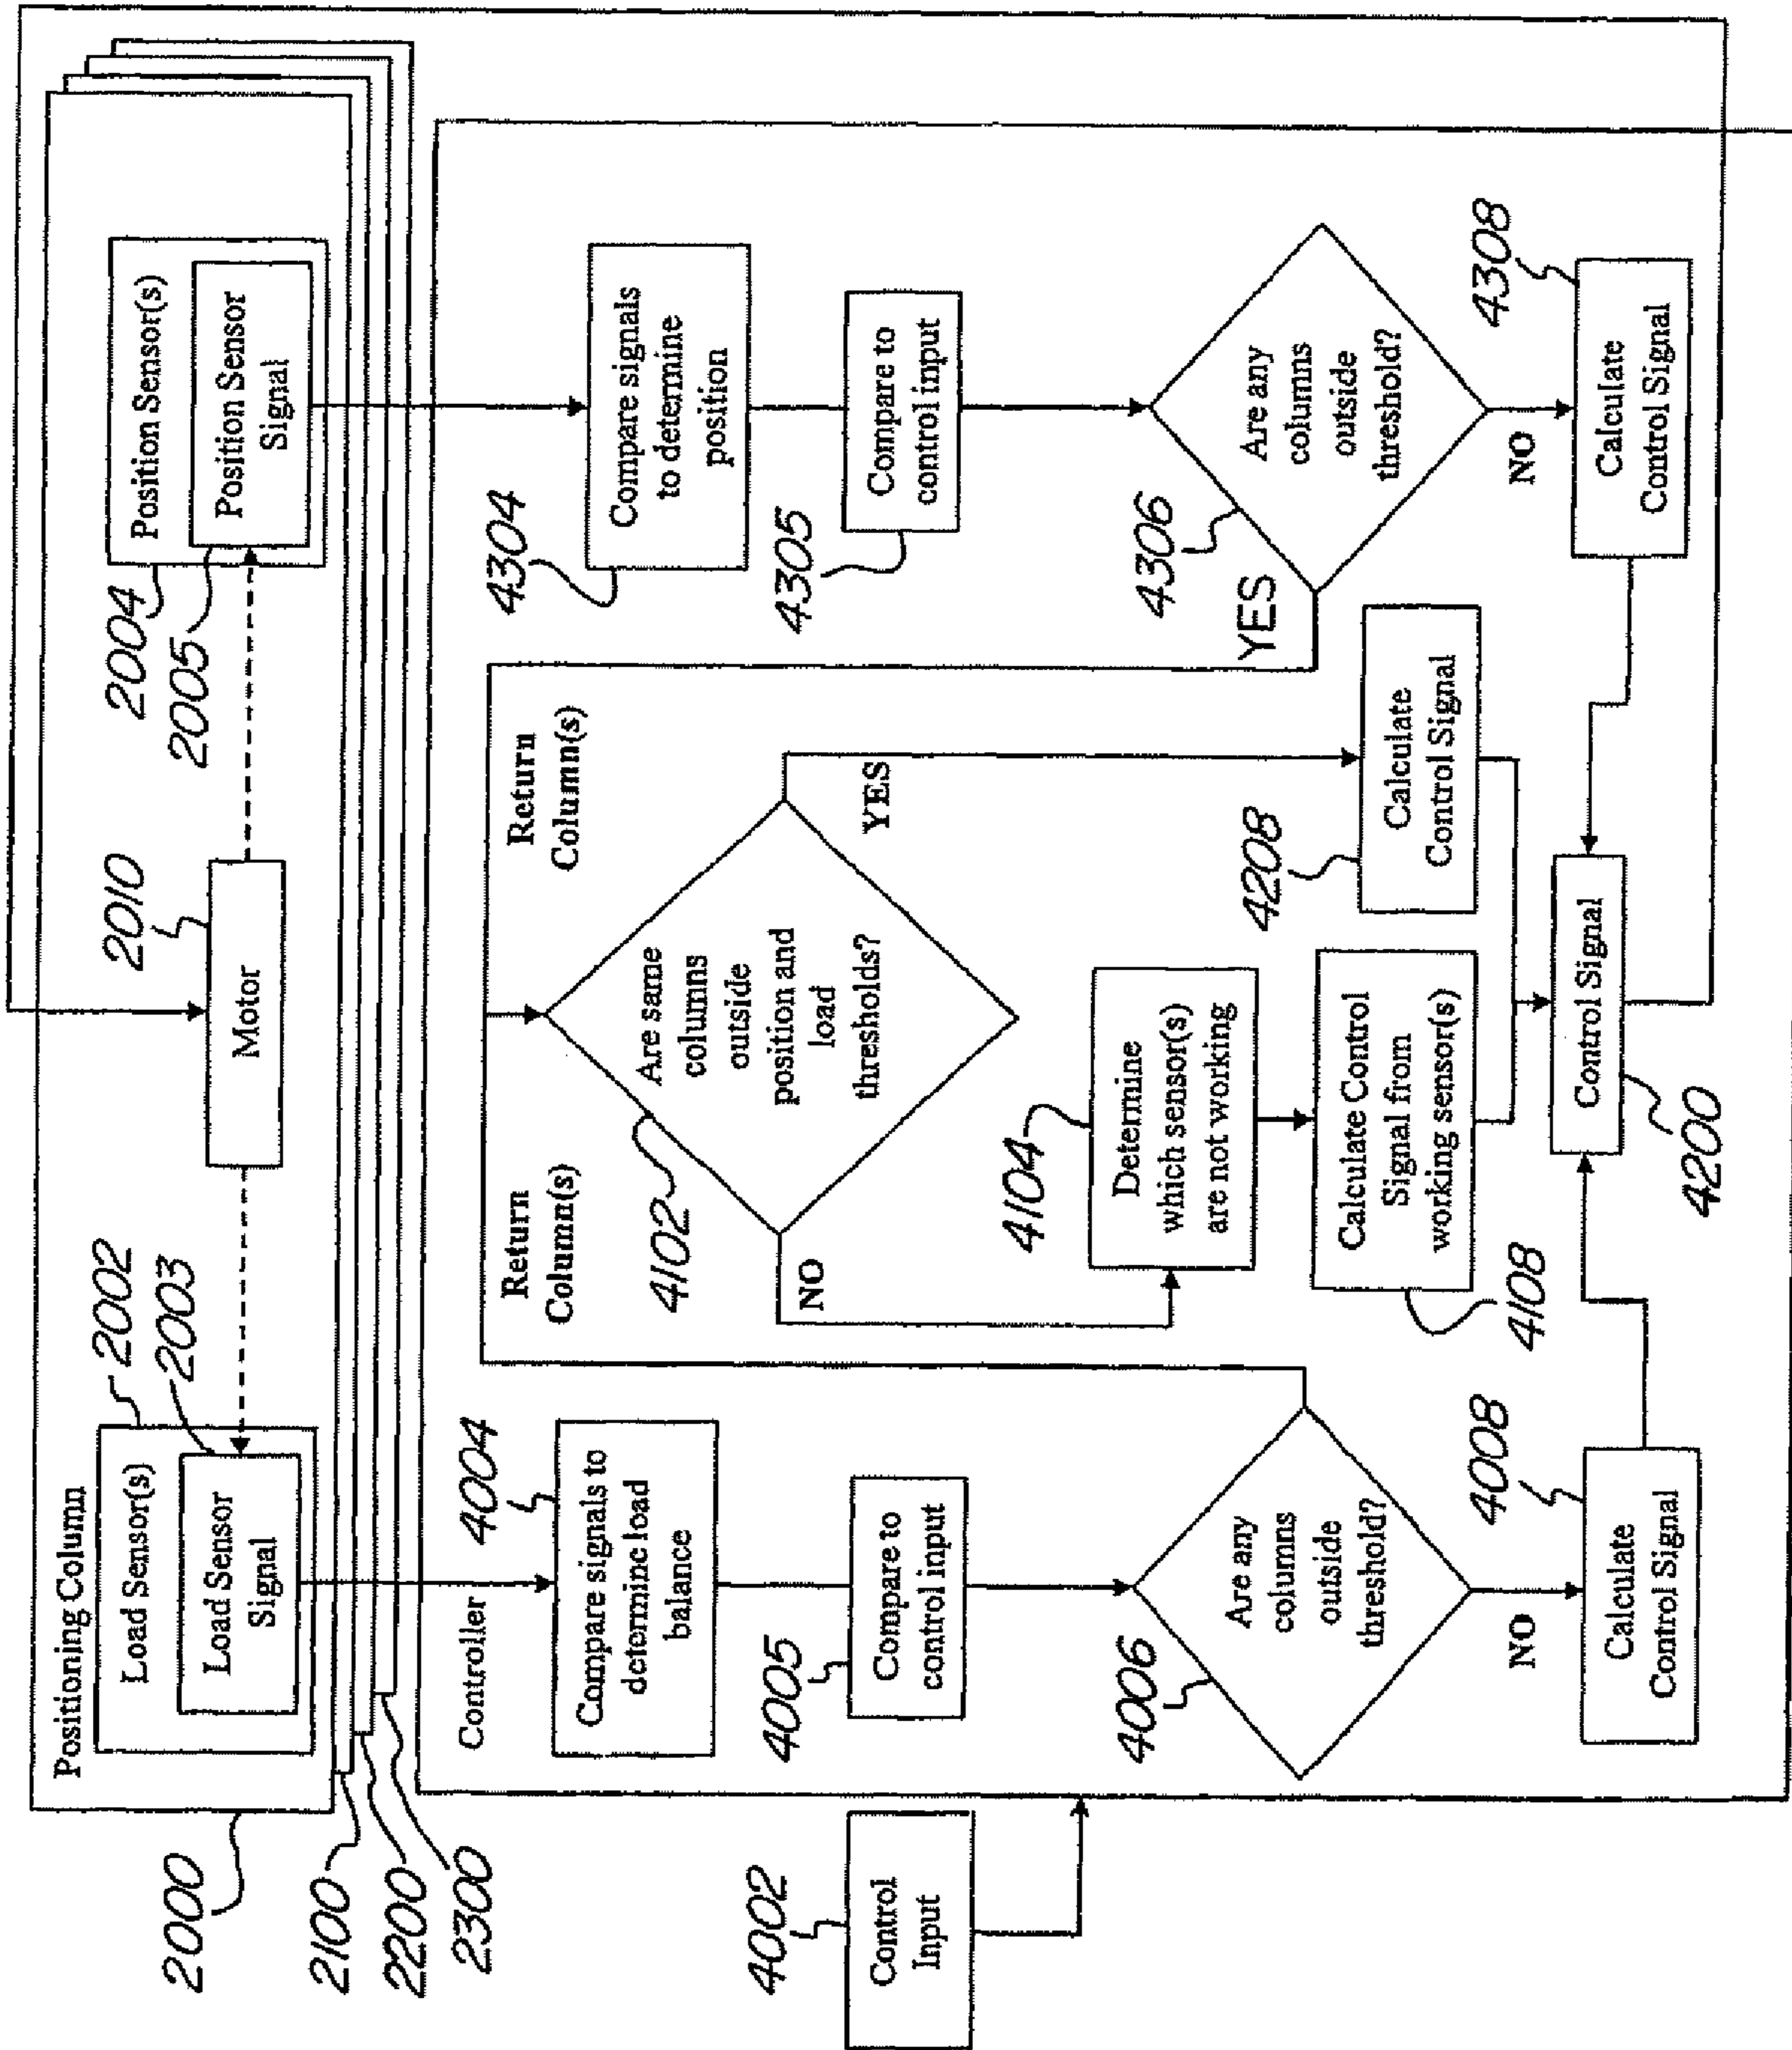 Positioning Column
Load Sensor(s)
Load Sensor
Signal
2002
2003
Motor
2010
Position Sensor(s)
Position Sensor
Signal
2004
2005
2000
2100
2200
2300
Controller
Compare signals to
determine load
balance
4004
Compare to
control input
4005
Are any
columns
outside
threshold?
4006
NO
Calculate
Control Signal
4008
Control
Input
4002
Return
Column(s)
Return
Column(s)
Are same
columns
outside
position and
load
thresholds?
4102
NO
YES
Determine
which sensor(s)
are not working
4104
Calculate Control
Signal from
working sensor(s)
4108
Calculate
Control Signal
4208
Control Signal
4200
Compare signals
to determine
position
4304
Compare to
control input
4305
Are any
columns
outside
threshold?
4306
YES
NO
Calculate
Control Signal
4308